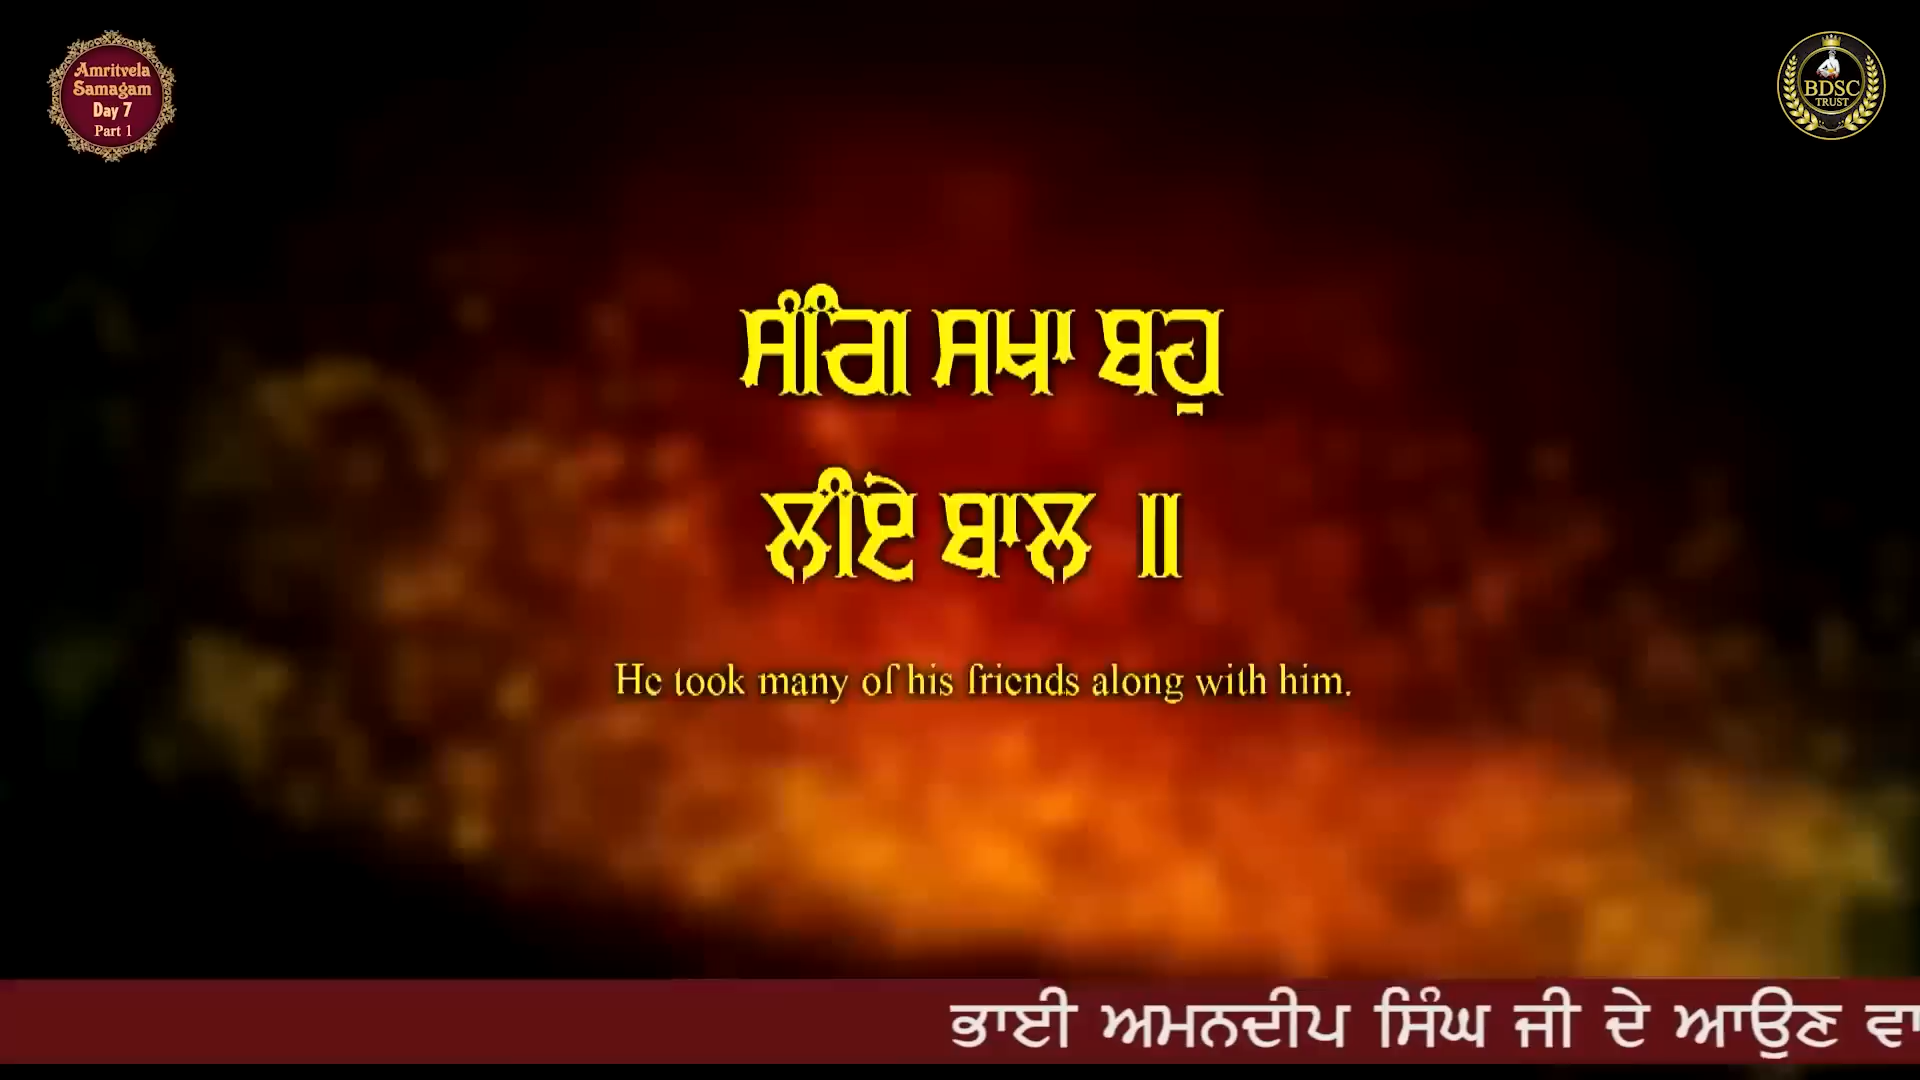 Amritvela
Samagam
Day 7
Part 1
BDSC
TRUST
ਸੰਗਿ ਸਖਾ ਬਹੁ
ਲੀਏ ਬਾਲ ॥
He took many of his friends along with him.
ਭਾਈ ਅਮਨਦੀਪ ਸਿੰਘ ਜੀ ਦੇ ਆਉਣ ਵਾ